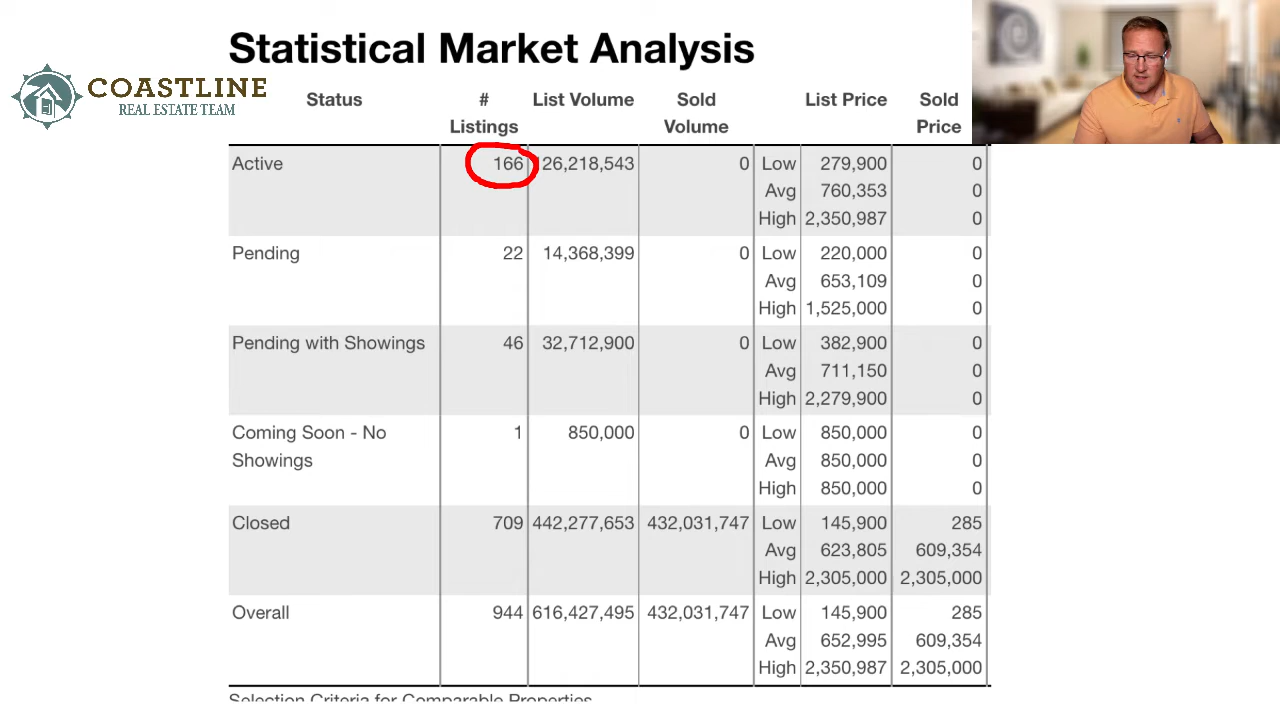 Statistical Market Analysis
COASTLINE
REAL ESTATE TEAM
Status # Listings List Volume Sold Volume List Price Sold Price
Active 166 26,218,543 0 Low 279,900 0
Avg 760,353 0
High 2,350,987 0
Pending 22 14,368,399 0 Low 220,000 0
Avg 653,109 0
High 1,525,000 0
Pending with Showings 46 32,712,900 0 Low 382,900 0
Avg 711,150 0
High 2,279,900 0
Coming Soon - No 1 850,000 0 Low 850,000 0
Showings Avg 850,000 0
High 850,000 0
Closed 709 442,277,653 432,031,747 Low 145,900 285
Avg 623,805 609,354
High 2,305,000 2,305,000
Overall 944 616,427,495 432,031,747 Low 145,900 285
Avg 652,995 609,354
High 2,350,987 2,305,000
Selection Criteria for Comparable Properties